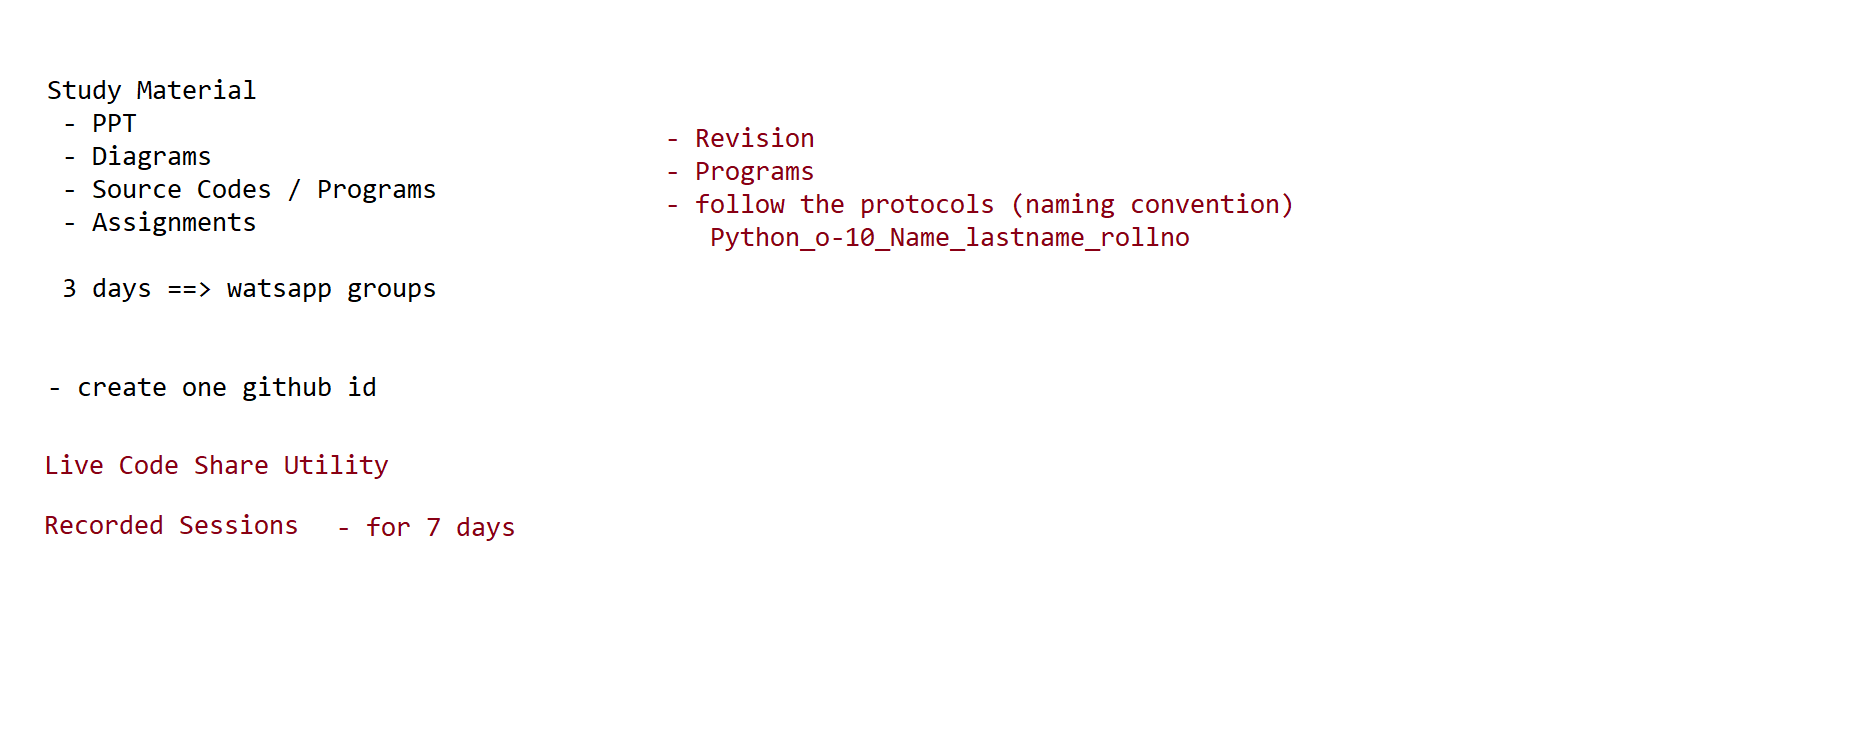 Study Material
- PPT
- Diagrams
- Source Codes / Programs
- Assignments
3 days ==> watsapp groups
- create one github id
Live Code Share Utility
Recorded Sessions - for 7 days
- Revision
- Programs
- follow the protocols (naming convention)
Python_o-10_Name_lastname_rollno